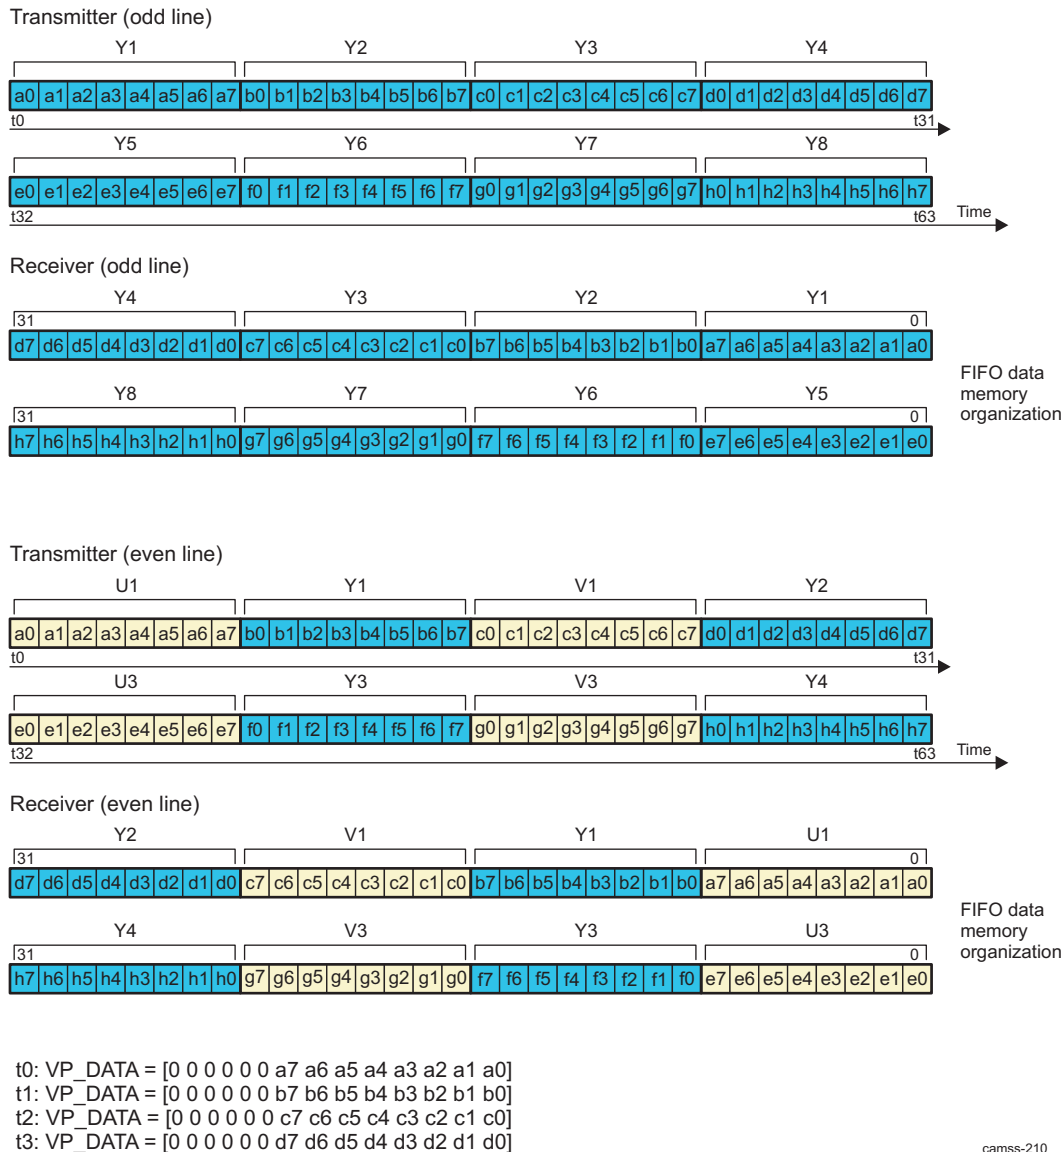 Transmitter (odd line)
Y1 Y2 Y3 Y4
a0 a1 a2 a3 a4 a5 a6 a7 b0 b1 b2 b3 b4 b5 b6 b7 c0 c1 c2 c3 c4 c5 c6 c7 d0 d1 d2 d3 d4 d5 d6 d7
t0 t31
Y5 Y6 Y7 Y8
e0 e1 e2 e3 e4 e5 e6 e7 f0 f1 f2 f3 f4 f5 f6 f7 g0 g1 g2 g3 g4 g5 g6 g7 h0 h1 h2 h3 h4 h5 h6 h7
t32 t63 Time
Receiver (odd line)
Y4 Y3 Y2 Y1
31 0
d7 d6 d5 d4 d3 d2 d1 d0 c7 c6 c5 c4 c3 c2 c1 c0 b7 b6 b5 b4 b3 b2 b1 b0 a7 a6 a5 a4 a3 a2 a1 a0
Y8 Y7 Y6 Y5
31 0
h7 h6 h5 h4 h3 h2 h1 h0 g7 g6 g5 g4 g3 g2 g1 g0 f7 f6 f5 f4 f3 f2 f1 f0 e7 e6 e5 e4 e3 e2 e1 e0
FIFO data
memory
organization
Transmitter (even line)
U1 Y1 V1 Y2
a0 a1 a2 a3 a4 a5 a6 a7 b0 b1 b2 b3 b4 b5 b6 b7 c0 c1 c2 c3 c4 c5 c6 c7 d0 d1 d2 d3 d4 d5 d6 d7
t0 t31
U3 Y3 V3 Y4
e0 e1 e2 e3 e4 e5 e6 e7 f0 f1 f2 f3 f4 f5 f6 f7 g0 g1 g2 g3 g4 g5 g6 g7 h0 h1 h2 h3 h4 h5 h6 h7
t32 t63 Time
Receiver (even line)
Y2 V1 Y1 U1
31 0
d7 d6 d5 d4 d3 d2 d1 d0 c7 c6 c5 c4 c3 c2 c1 c0 b7 b6 b5 b4 b3 b2 b1 b0 a7 a6 a5 a4 a3 a2 a1 a0
Y4 V3 Y3 U3
31 0
h7 h6 h5 h4 h3 h2 h1 h0 g7 g6 g5 g4 g3 g2 g1 g0 f7 f6 f5 f4 f3 f2 f1 f0 e7 e6 e5 e4 e3 e2 e1 e0
FIFO data
memory
organization
t0: VP_DATA = [0 0 0 0 0 0 a7 a6 a5 a4 a3 a2 a1 a0]
t1: VP_DATA = [0 0 0 0 0 0 b7 b6 b5 b4 b3 b2 b1 b0]
t2: VP_DATA = [0 0 0 0 0 0 c7 c6 c5 c4 c3 c2 c1 c0]
t3: VP_DATA = [0 0 0 0 0 0 d7 d6 d5 d4 d3 d2 d1 d0]
camss-210